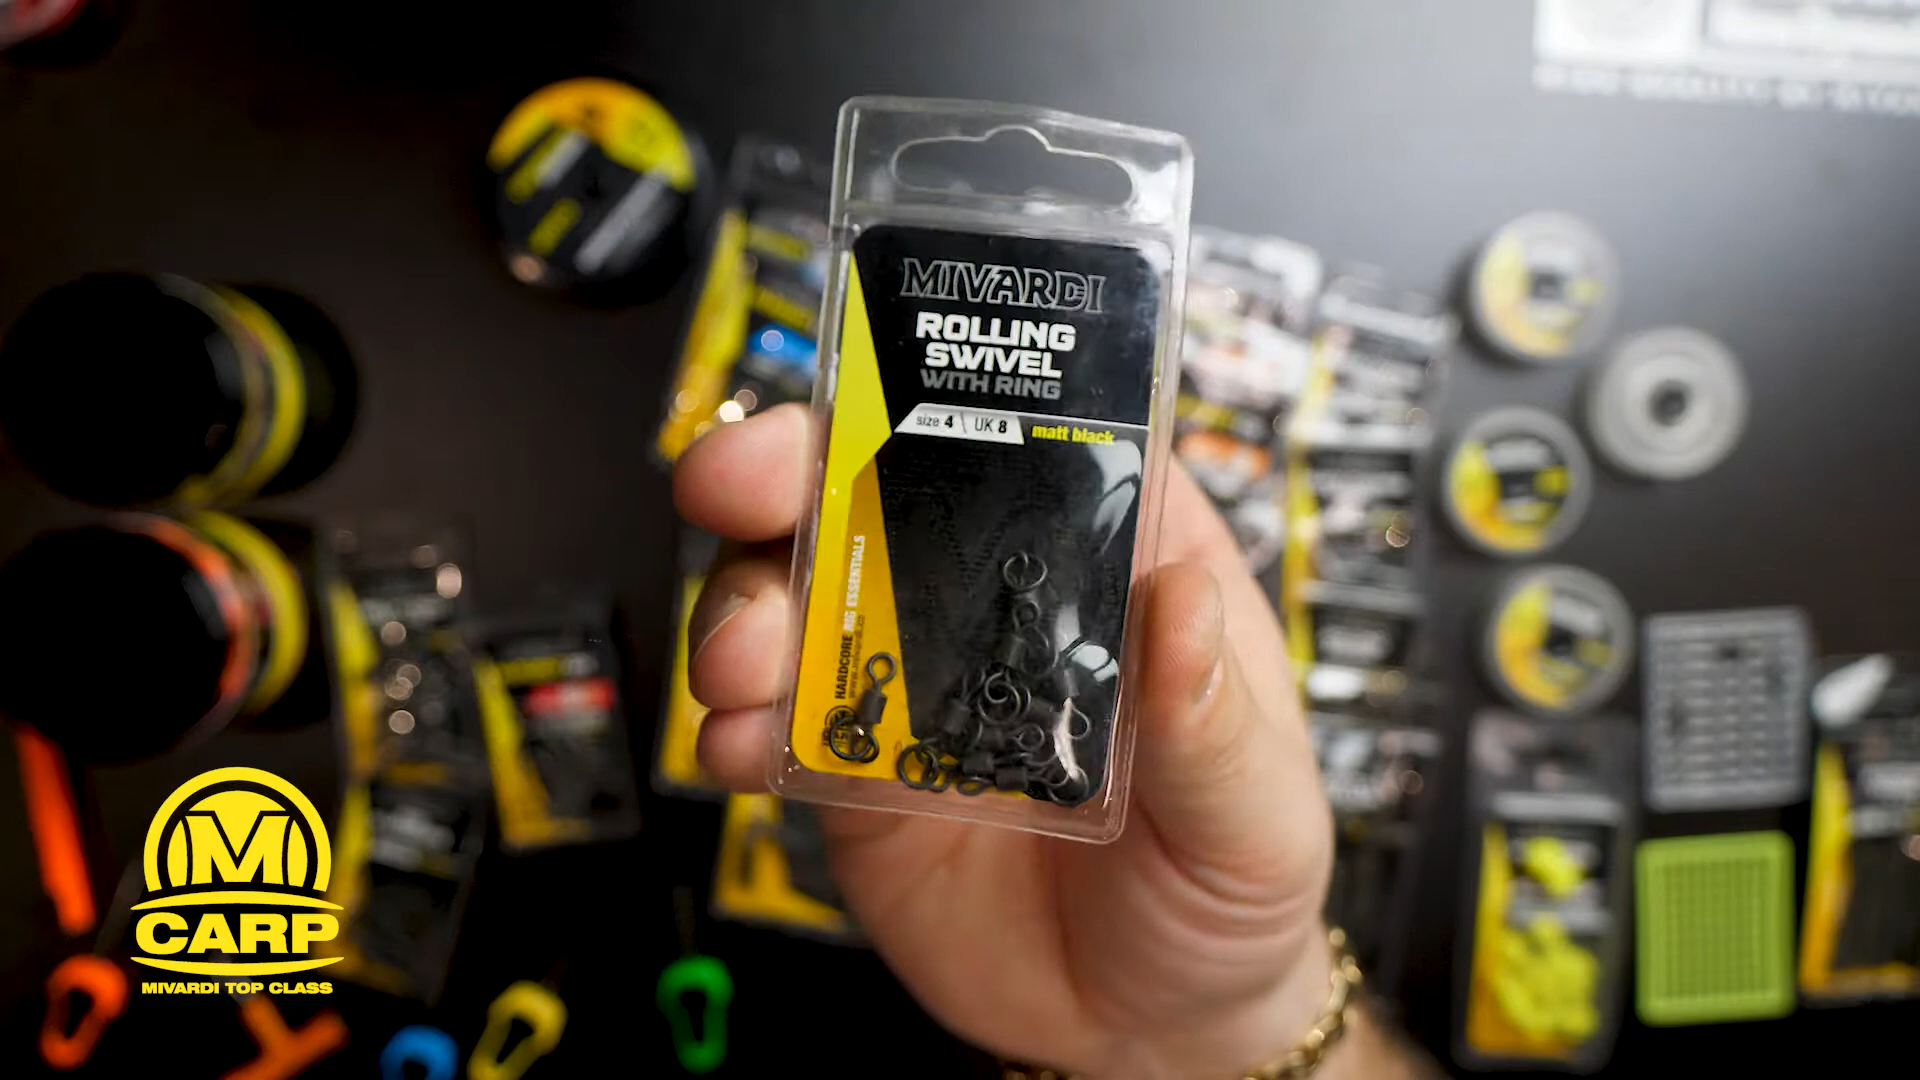 MIVARDI
ROLLING
SWIVEL
WITH RING
size 4 UK 8 matt black
HARDCORE RIG ESSENTIALS
M
CARP
MIVARDI TOP CLASS